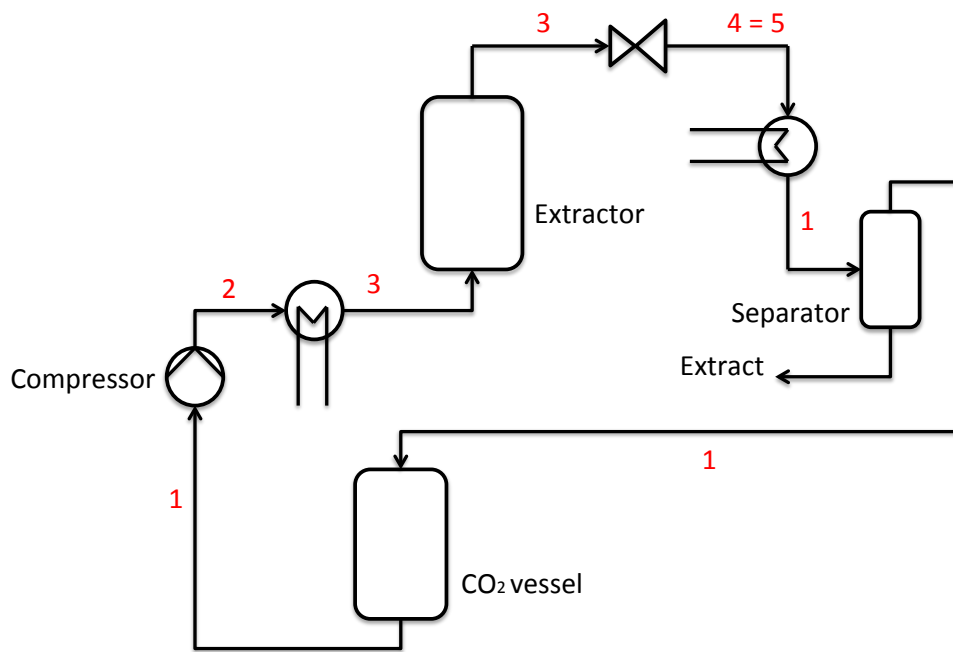 3
4 = 5
Extractor
1
2
3
Separator
Compressor
Extract
1
1
CO₂ vessel